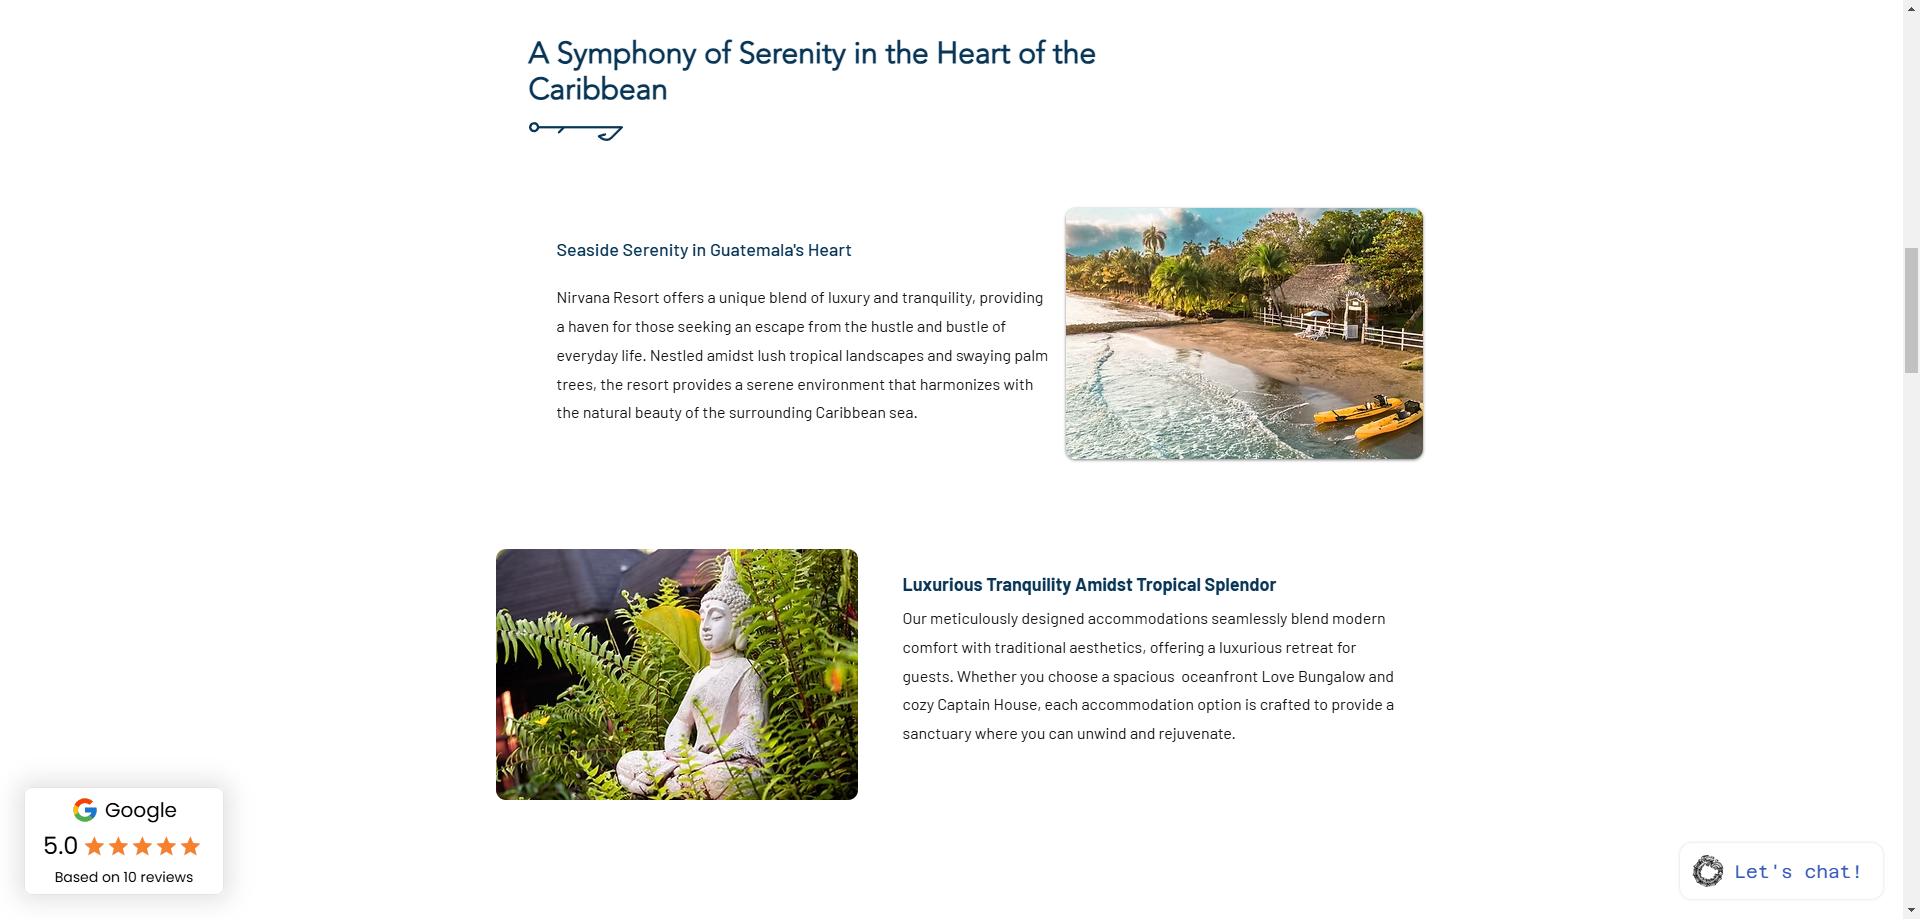 A Symphony of Serenity in the Heart of the
Caribbean
Seaside Serenity in Guatemala's Heart
Nirvana Resort offers a unique blend of luxury and tranquility, providing
a haven for those seeking an escape from the hustle and bustle of
everyday life. Nestled amidst lush tropical landscapes and swaying palm
trees, the resort provides a serene environment that harmonizes with
the natural beauty of the surrounding Caribbean sea.
Luxurious Tranquility Amidst Tropical Splendor
Our meticulously designed accommodations seamlessly blend modern
comfort with traditional aesthetics, offering a luxurious retreat for
guests. Whether you choose a spacious  oceanfront Love Bungalow and
cozy Captain House, each accommodation option is crafted to provide a
sanctuary where you can unwind and rejuvenate.
Google
5.0
Based on 10 reviews
Let's chat!